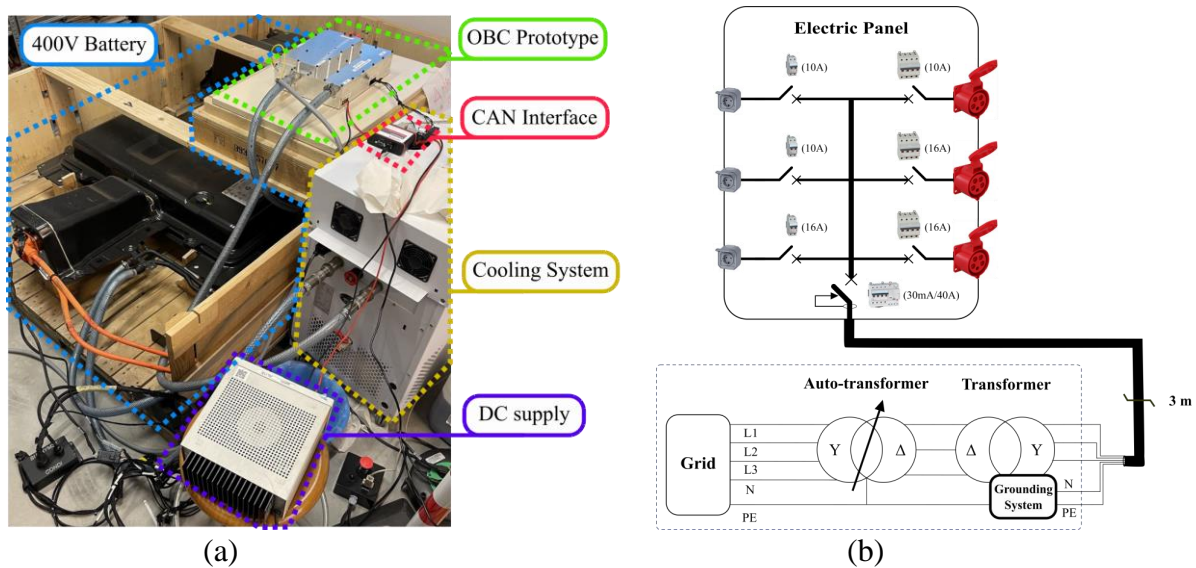 400V Battery
OBC Prototype
CAN Interface
Cooling System
DC supply
(a)
Electric Panel
(10A)
(10A)
(10A)
(16A)
(16A)
(16A)
(30mA/40A)
3 m
Auto-transformer
Transformer
Grid
L1
L2
L3
N
PE
Y
Δ
Δ
Y
Grounding
System
N
PE
(b)